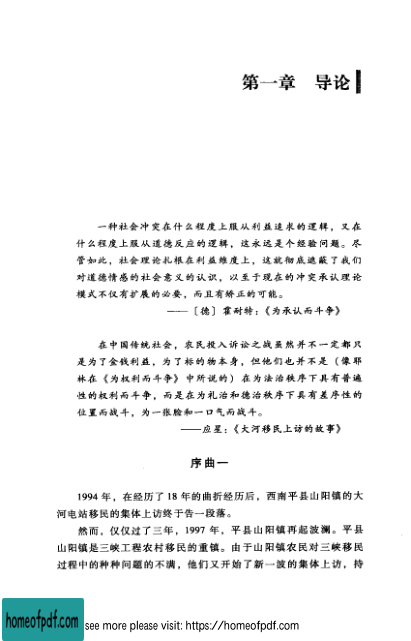 第一章 导论
一种社会冲突在什么程度上服从利益追求的逻辑，又在
什么程度上服从道德反应的逻辑，这永远是个经验问题。尽
管如此，社会理论扎根在利益维度上，这就彻底遮蔽了我们
对道德情感的社会意义的认识，以至于现在的冲突承认理论
模式不仅有扩展的必要，而且有矫正的可能。
——〔德〕霍耐特：《为承认而斗争》
在中国传统社会，农民投入诉讼之战虽然并不一定都只
是为了金钱利益，为了标的物本身，但他们也并不是（像耶
林在《为权利而斗争》中所说的）在为法治秩序下具有普遍
性的权利而斗争，而是在为礼治和德治秩序下具有差序性的
位置而战斗，为一张脸和一口气而战斗。
——应星：《大河移民上访的故事》
序曲一
1994 年，在经历了 18 年的曲折经历后，西南平县山阳镇的大
河电站移民的集体上访终于告一段落。
然而，仅仅过了三年，1997 年，平县山阳镇再起波澜。平县
山阳镇是三峡工程农村移民的重镇。由于山阳镇农民对三峡移民
过程中的种种问题的不满，他们又开始了新一波的集体上访，持
homeofpdf.com
see more please visit: https://homeofpdf.com